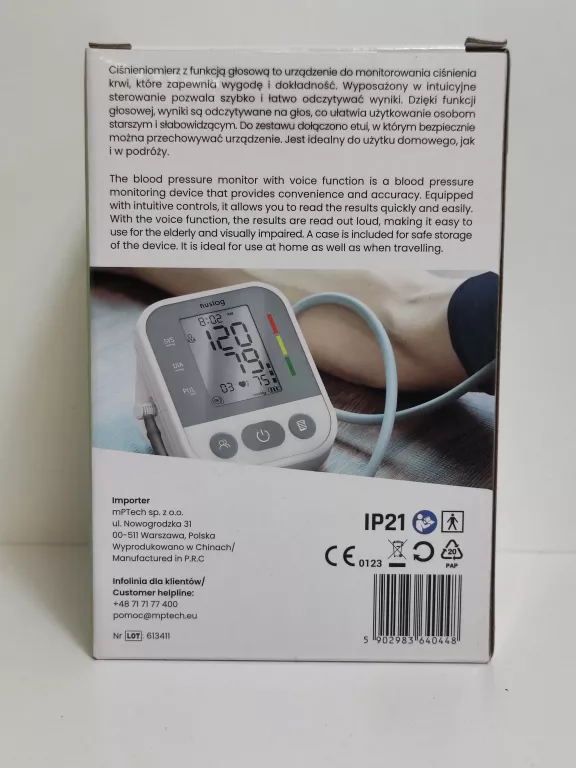 Ciśnieniomierz z funkcją głosową to urządzenie do monitorowania ciśnienia
krwi, które zapewnia wygodę i dokładność. Wyposażony w intuicyjne
sterowanie pozwala szybko i łatwo odczytywać wyniki. Dzięki funkcji
głosowej, wyniki są odczytywane na głos, co ułatwia użytkowanie osobom
starszym i słabowidzącym. Do zestawu dołączono etui, w którym bezpiecznie
można przechowywać urządzenie. Jest idealny do użytku domowego, jak
i w podróży.
The blood pressure monitor with voice function is a blood pressure
monitoring device that provides convenience and accuracy. Equipped
with intuitive controls, it allows you to read the results quickly and easily.
With the voice function, the results are read out loud, making it easy to
use for the elderly and visually impaired. A case is included for safe storage
of the device. It is ideal for use at home as well as when travelling.
nuslog
8:02
SYS
120
DIA
79
PUL
03
75
Importer
mPTech sp. z o.o.
ul. Nowogrodzka 31
00-511 Warszawa, Polska
Wyprodukowano w Chinach/
Manufactured in P.R.C
Infolinia dla klientów/
Customer helpline:
+48 71 71 77 400
pomoc@mptech.eu
Nr LOT: 613411
IP21
CE 0123
20
PAP
5 902983 640448